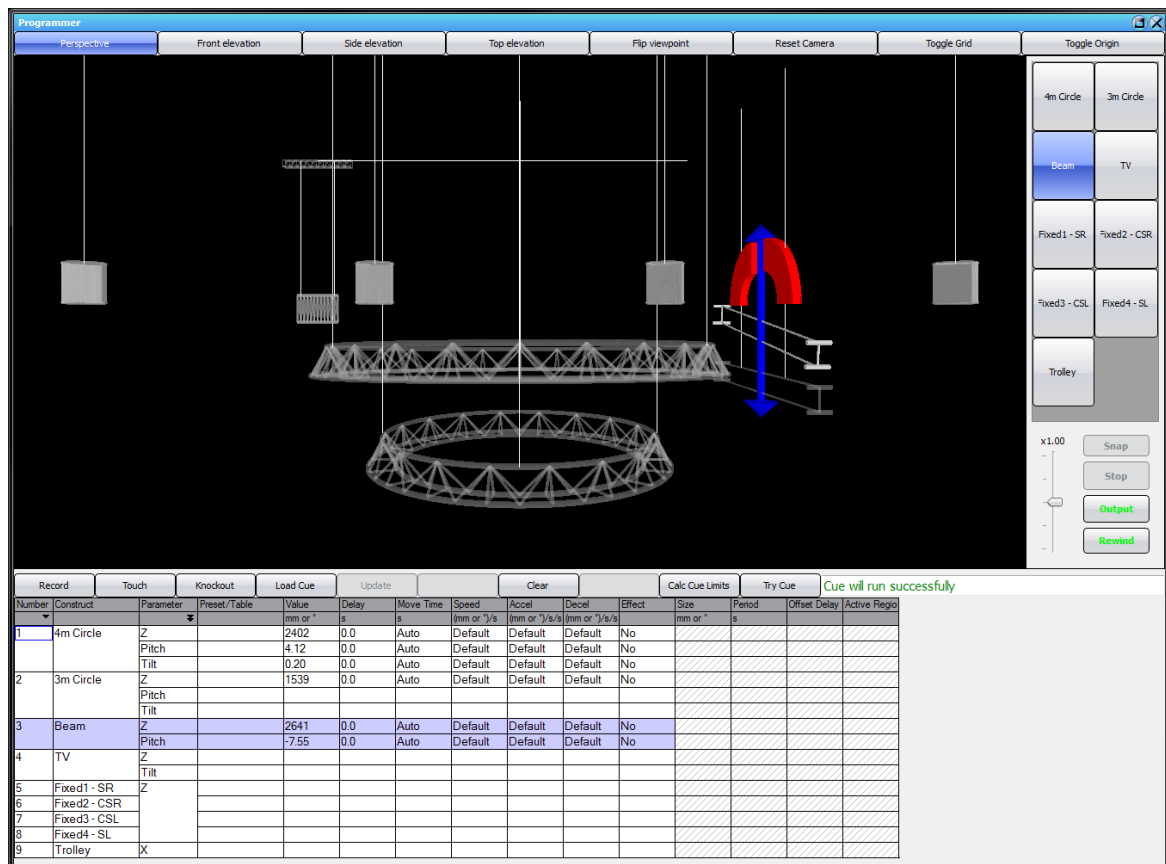 Programmer
Perspective Front elevation Side elevation Top elevation Flip viewpoint Reset Camera Toggle Grid Toggle Origin
4m Circle 3m Circle
Beam TV
Fixed1 - SR Fixed2 - CSR
Fixed3 - CSL Fixed4 - SL
Trolley
x1.00
Snap
Stop
Output
Rewind
Record Touch Knockout Load Cue Update Clear Calc Cue Limits Try Cue Cue will run successfully
Number Construct Parameter Preset/Table Value Delay Move Time Speed Accel Decel Effect Size Period Offset Delay Active Regio
mm or ° s s (mm or °)/s (mm or °)/s/s (mm or °)/s/s mm or ° s
1 4m Circle Z 2402 0.0 Auto Default Default Default No
Pitch 4.12 0.0 Auto Default Default Default No
Tilt 0.20 0.0 Auto Default Default Default No
2 3m Circle Z 1539 0.0 Auto Default Default Default No
Pitch
Tilt
3 Beam Z 2641 0.0 Auto Default Default Default No
Pitch -7.55 0.0 Auto Default Default Default No
4 TV Z
Tilt
5 Fixed1 - SR Z
6 Fixed2 - CSR
7 Fixed3 - CSL
8 Fixed4 - SL
9 Trolley X